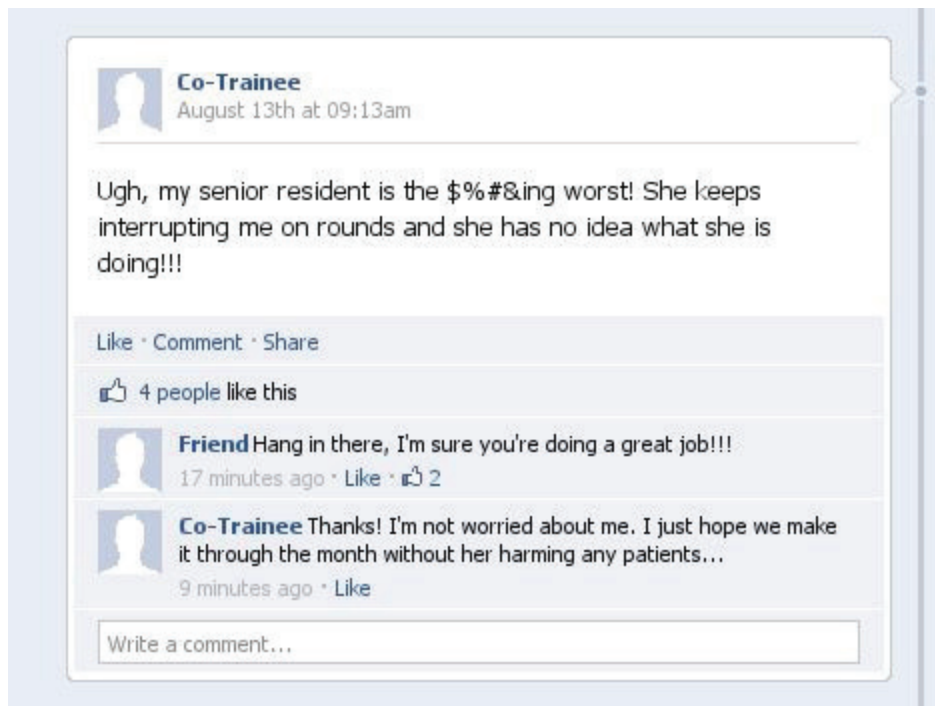 Co-Trainee
August 13th at 09:13am
Ugh, my senior resident is the $%#&ing worst! She keeps
interrupting me on rounds and she has no idea what she is
doing!!!
Like · Comment · Share
4 people like this
Friend Hang in there, I'm sure you're doing a great job!!!
17 minutes ago · Like · 2
Co-Trainee Thanks! I'm not worried about me. I just hope we make
it through the month without her harming any patients...
9 minutes ago · Like
Write a comment...